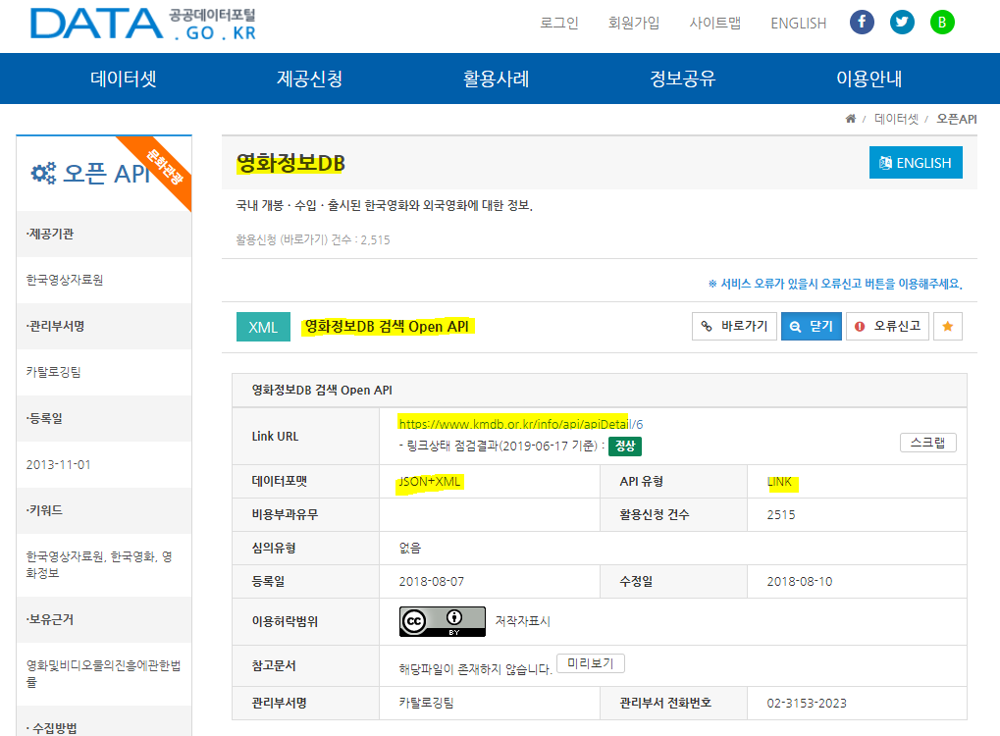 DATA 공공데이터포털 .GO.KR
로그인 회원가입 사이트맵 ENGLISH f B
데이터셋 제공신청 활용사례 정보공유 이용안내
/ 데이터셋 / 오픈API
오픈 API
문화관광
·제공기관
한국영상자료원
·관리부서명
카탈로깅팀
·등록일
2013-11-01
·키워드
한국영상자료원, 한국영화, 영
화정보
·보유근거
영화및비디오물의진흥에관한법
률
· 수집방법
영화정보DB
ENGLISH
국내 개봉 · 수입 · 출시된 한국영화와 외국영화에 대한 정보.
활용신청 (바로가기) 건수 : 2,515
※ 서비스 오류가 있을시 오류신고 버튼을 이용해주세요.
XML 영화정보DB 검색 Open API 바로가기 닫기 오류신고
영화정보DB 검색 Open API
Link URL
https://www.kmdb.or.kr/info/api/apiDetail/6
- 링크상태 점검결과(2019-06-17 기준) : 정상
스크랩
데이터포맷 JSON+XML API 유형 LINK
비용부과유무 활용신청 건수 2515
심의유형 없음
등록일 2018-08-07 수정일 2018-08-10
이용허락범위 cc BY 저작자표시
참고문서 해당파일이 존재하지 않습니다. 미리보기
관리부서명 카탈로깅팀 관리부서 전화번호 02-3153-2023